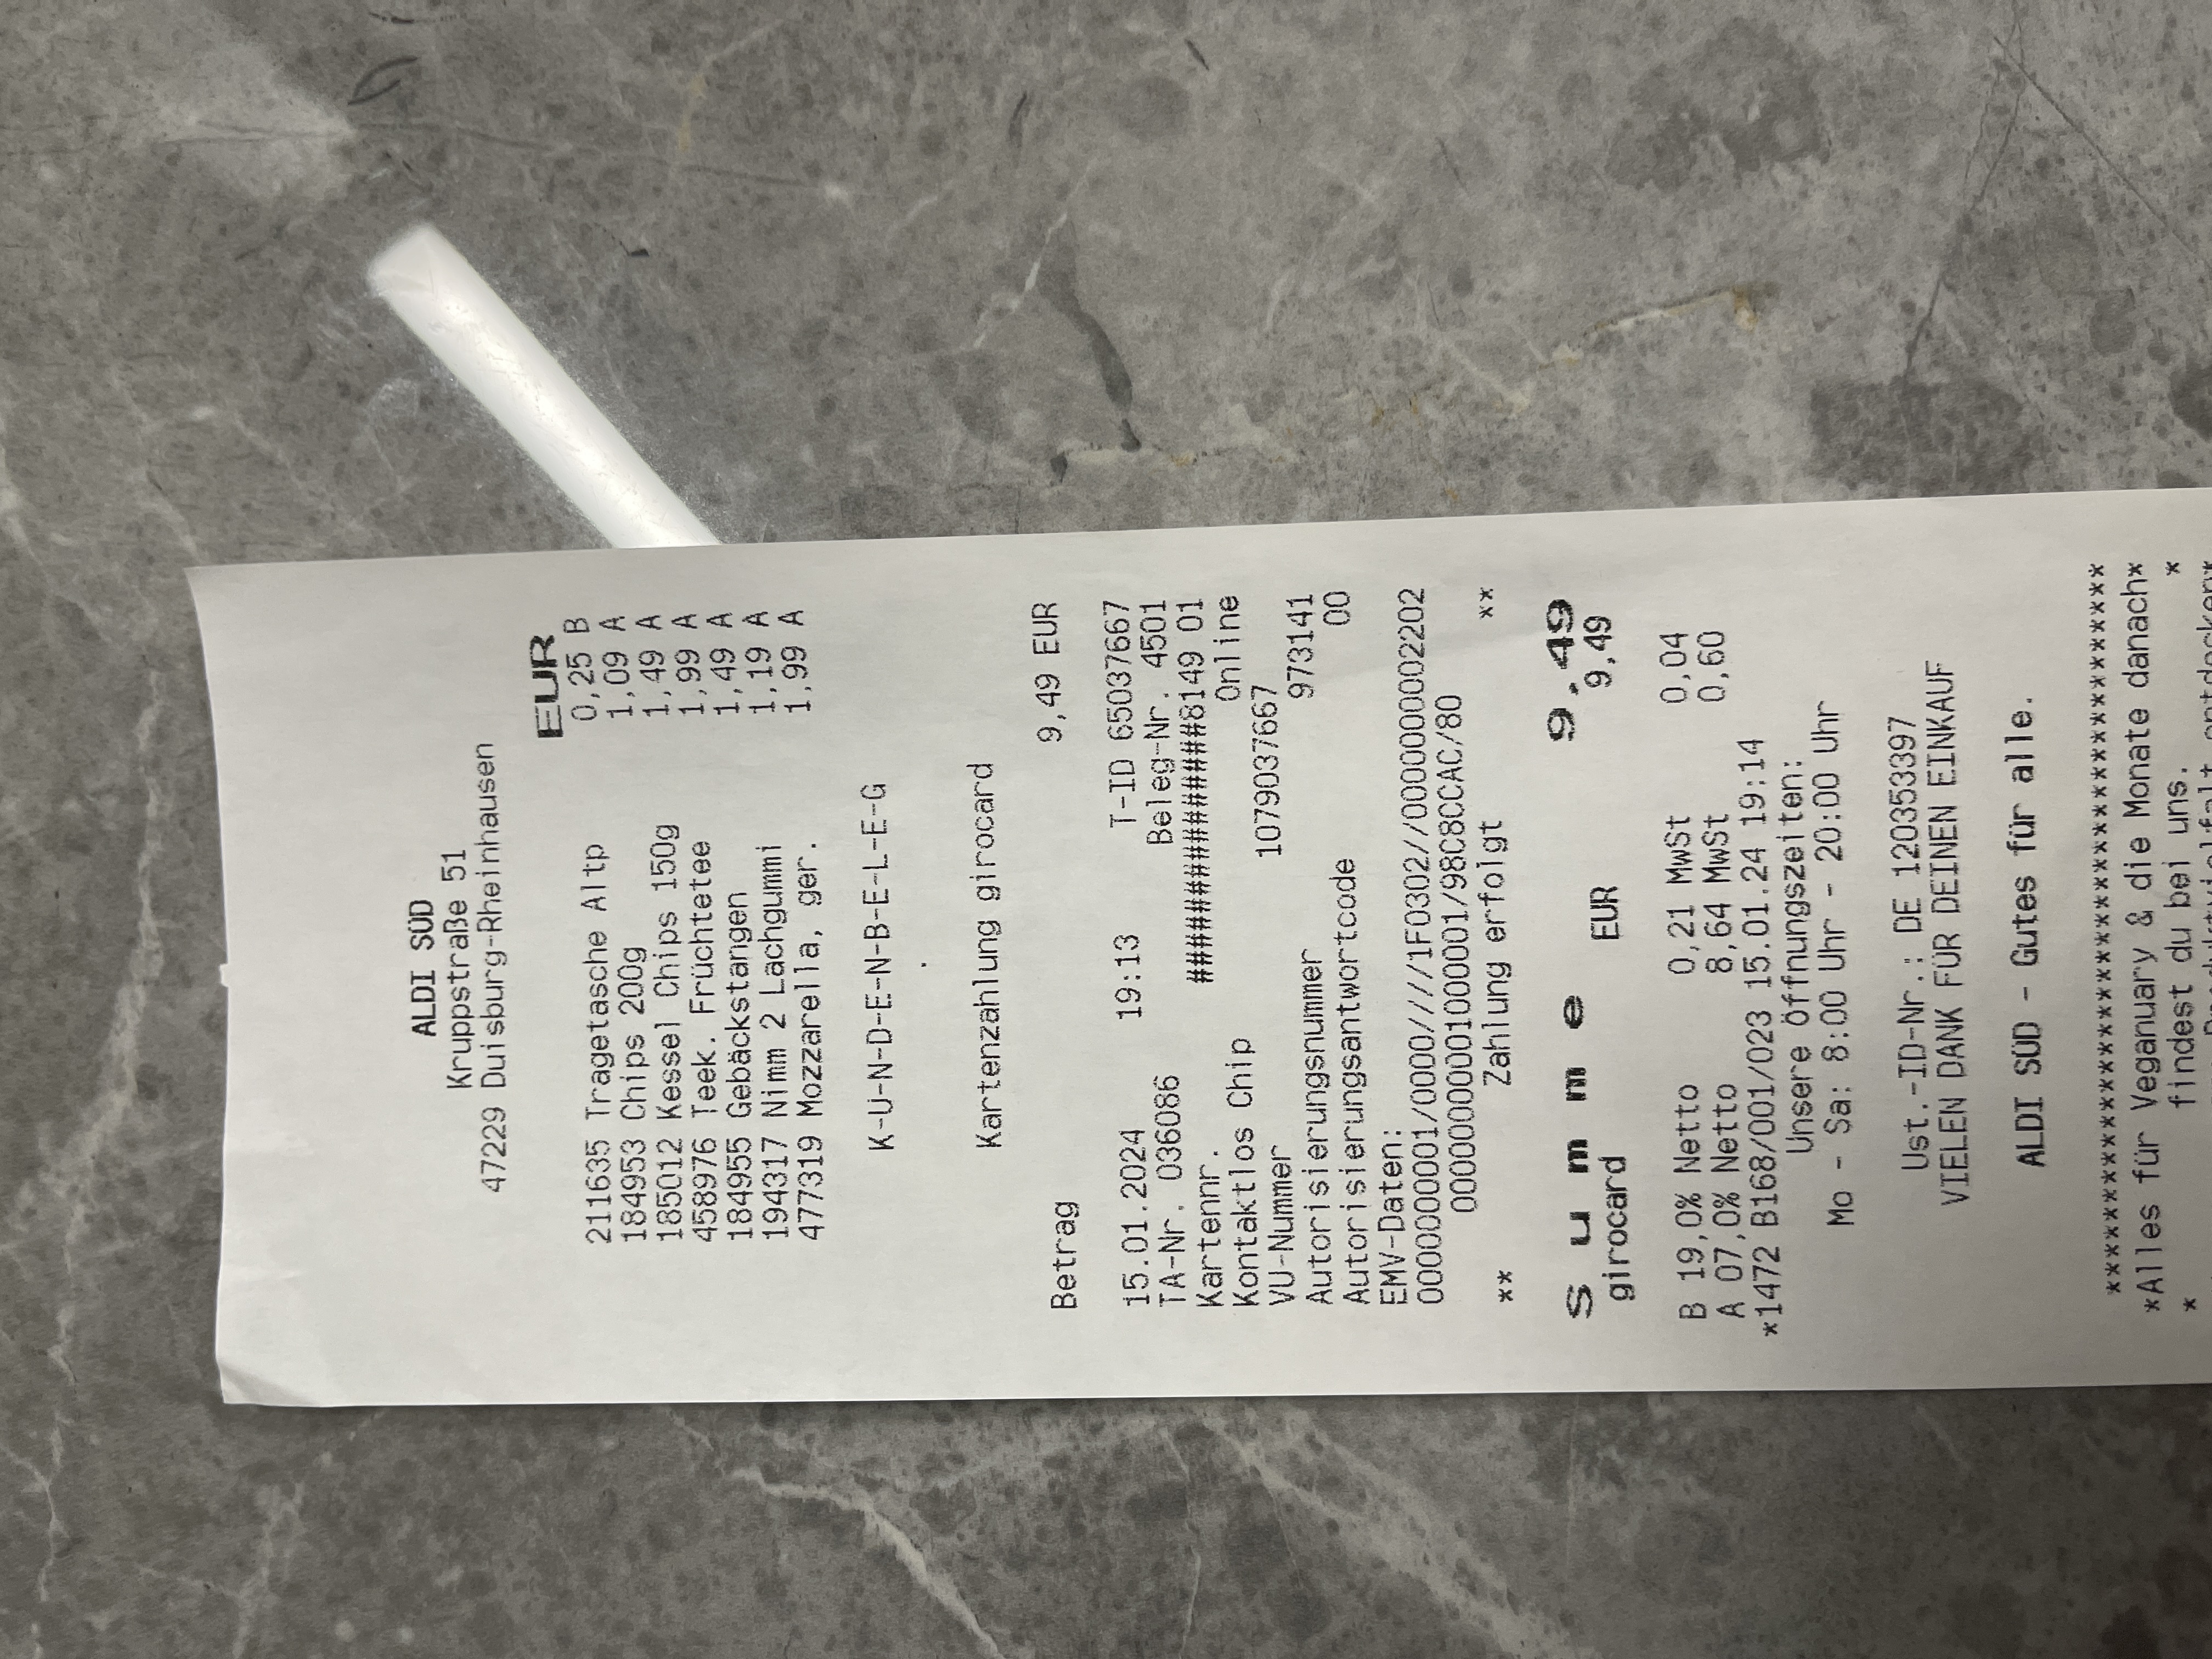 ALDI SÜD
Kruppstraße 51
47229 Duisburg-Rheinhausen
EUR
211635 Tragetasche Altp 0,25 B
184953 Chips 200g 1,09 A
185012 Kessel Chips 150g 1,49 A
458976 Teek. Früchtetee 1,99 A
184955 Gebäckstangen 1,49 A
194317 Nimm 2 Lachgummi 1,19 A
477319 Mozzarella, ger. 1,99 A
K-U-N-D-E-N-B-E-L-E-G
.
Kartenzahlung girocard
Betrag 9,49 EUR
15.01.2024 19:13 T-ID 65037667
TA-Nr. 036086 Beleg-Nr. 4501
Kartennr. ###############8149 01
Kontaktlos Chip Online
VU-Nummer 1079037667
Autorisierungsnummer 973141
Autorisierungsantwortcode 00
EMV-Daten:
0000000001/0000////1F0302//0000000002202
00000000001000001/98C8CCAC/80
** Zahlung erfolgt **
S u m m e 9,49
girocard EUR 9,49
B 19,0% Netto 0,21 MwSt 0,04
A 07,0% Netto 8,64 MwSt 0,60
*1472 B168/001/023 15.01.24 19:14
Unsere Öffnungszeiten:
Mo - Sa: 8:00 Uhr - 20:00 Uhr
Ust.-ID-Nr.: DE 120353397
VIELEN DANK FÜR DEINEN EINKAUF
ALDI SÜD - Gutes für alle.
****************************************
*Alles für Veganuary & die Monate danach*
* findest du bei uns. *
Produktvielfalt entdecken*